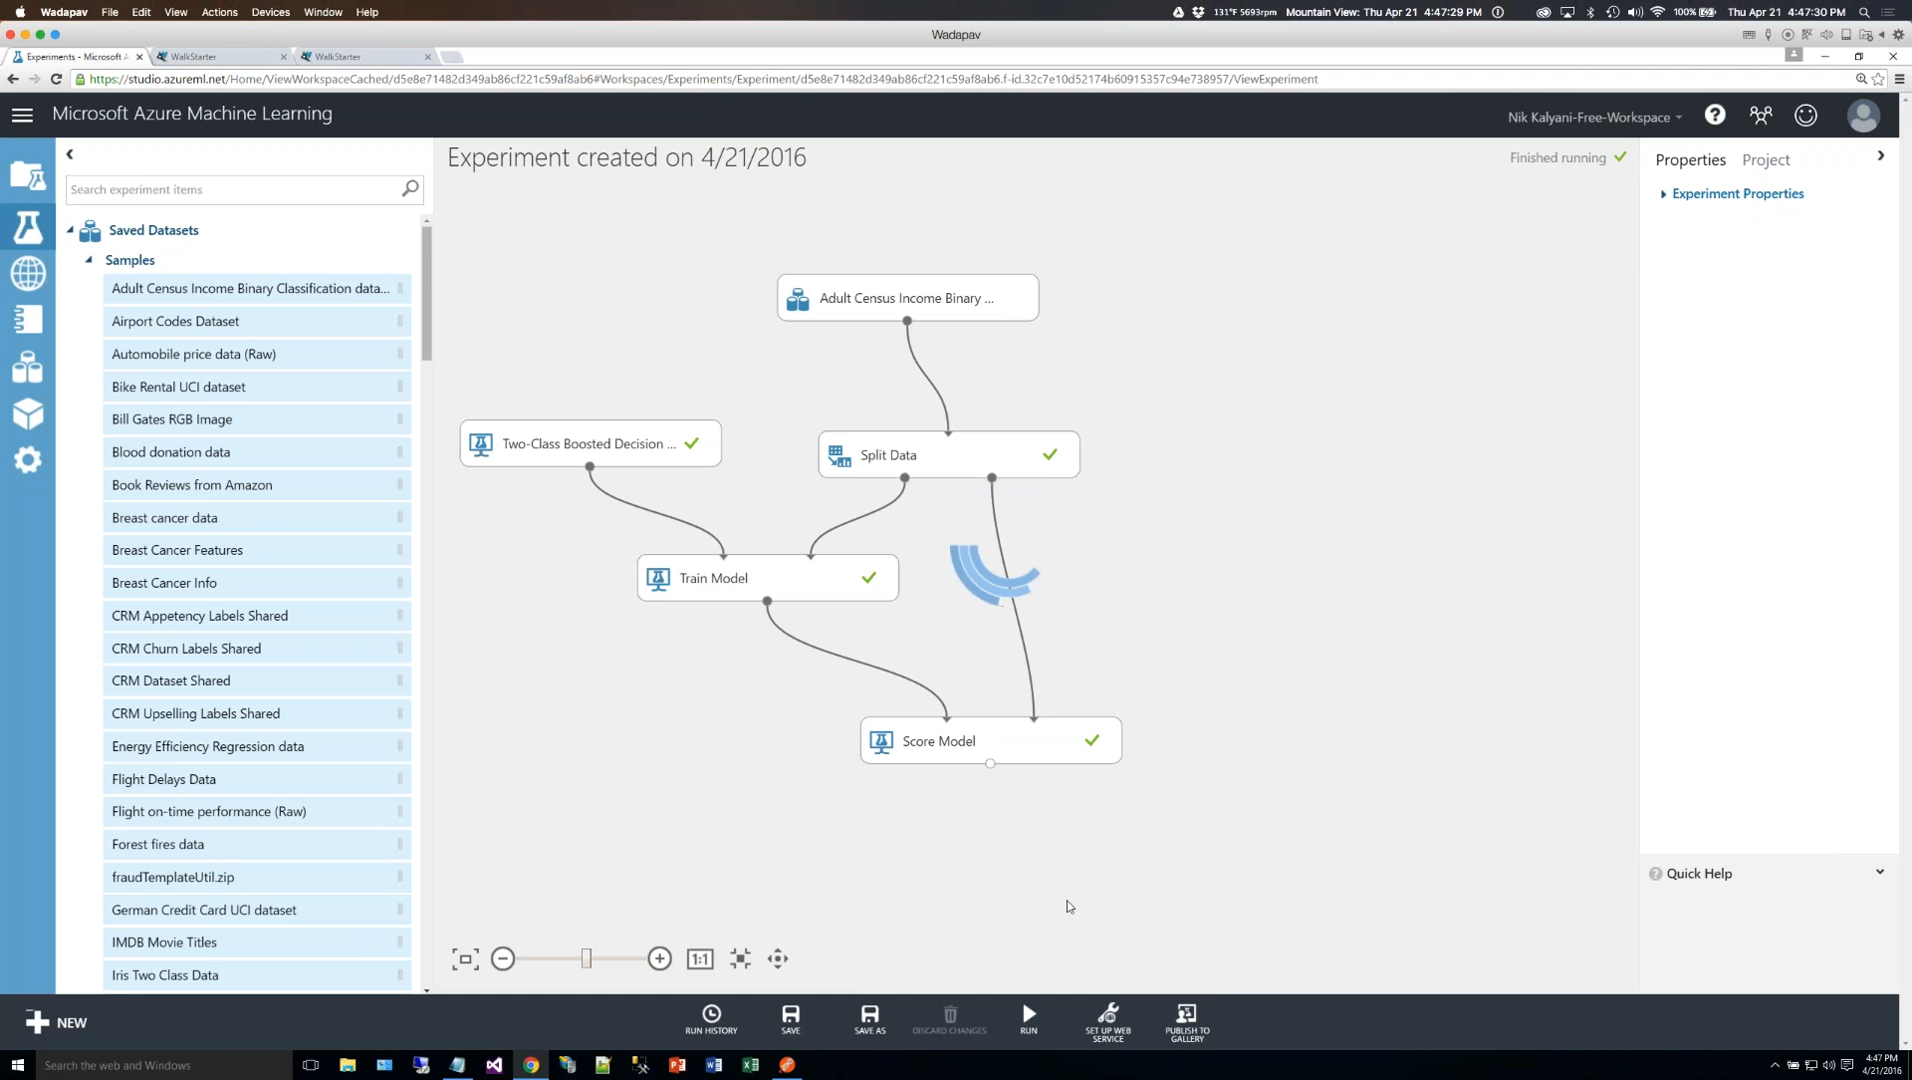 Wadapav File Edit View Actions Devices Window Help
131°F 5693rpm Mountain View: Thu Apr 21 4:47:29 PM 100% Thu Apr 21 4:47:30 PM
Wadapav
Experiments - Microsoft A WalkStarter WalkStarter
https://studio.azureml.net/Home/ViewWorkspaceCached/d5e8e71482d349ab86cf221c59af8ab6#Workspaces/Experiments/Experiment/d5e8e71482d349ab86cf221c59af8ab6.f-id.32c7e10d52174b60915357c94e738957/ViewExperiment
Microsoft Azure Machine Learning
Nik Kalyani-Free-Workspace
Experiment created on 4/21/2016
Finished running
Properties Project
Experiment Properties
Search experiment items
Saved Datasets
Samples
Adult Census Income Binary Classification data...
Airport Codes Dataset
Automobile price data (Raw)
Bike Rental UCI dataset
Bill Gates RGB Image
Blood donation data
Book Reviews from Amazon
Breast cancer data
Breast Cancer Features
Breast Cancer Info
CRM Appetency Labels Shared
CRM Churn Labels Shared
CRM Dataset Shared
CRM Upselling Labels Shared
Energy Efficiency Regression data
Flight Delays Data
Flight on-time performance (Raw)
Forest fires data
fraudTemplateUtil.zip
German Credit Card UCI dataset
IMDB Movie Titles
Iris Two Class Data
Adult Census Income Binary ...
Two-Class Boosted Decision ...
Split Data
Train Model
Score Model
Quick Help
1:1
NEW
RUN HISTORY
SAVE
SAVE AS
DISCARD CHANGES
RUN
SET UP WEB
SERVICE
PUBLISH TO
GALLERY
Search the web and Windows
4:47 PM
4/21/2016